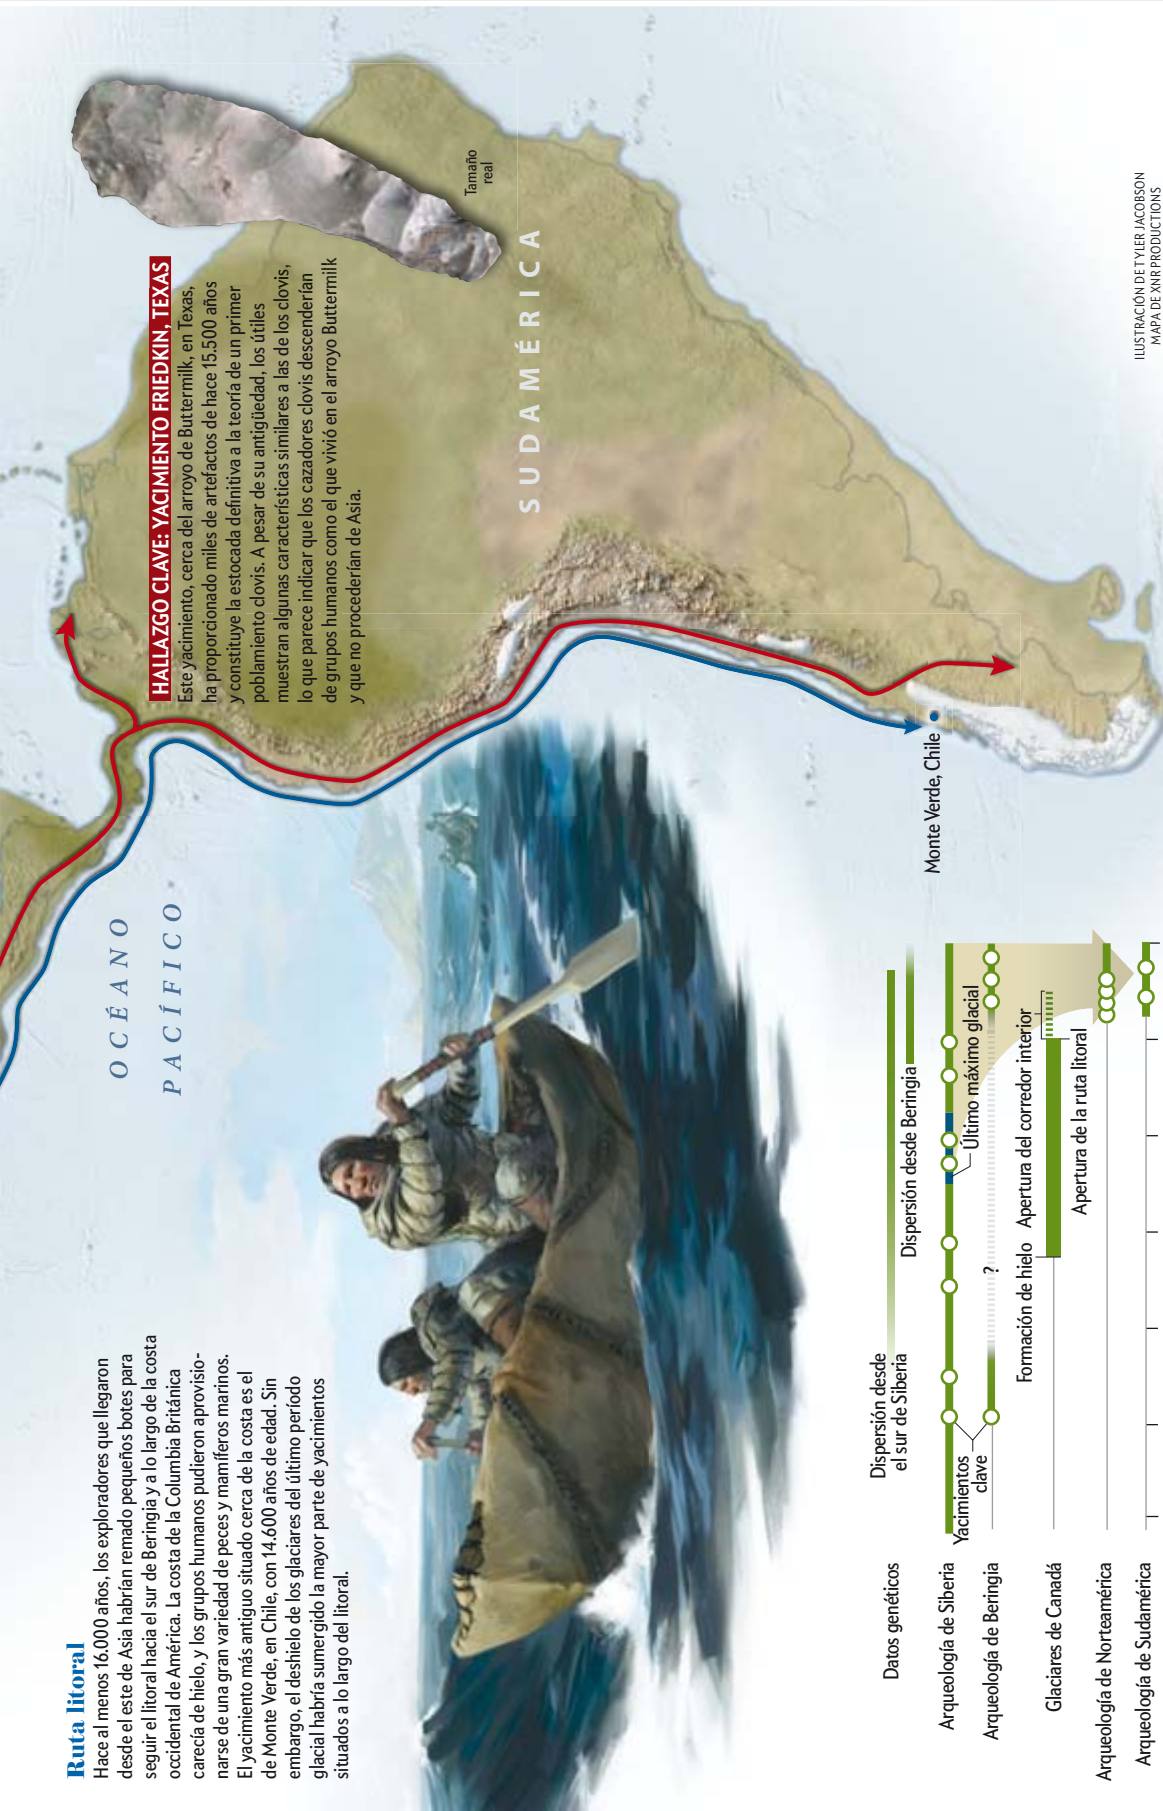 Ruta litoral
Hace al menos 16.000 años, los exploradores que llegaron
desde el este de Asia habrían remado pequeños botes para
seguir el litoral hacia el sur de Beringia y a lo largo de la costa
occidental de América. La costa de la Columbia Británica
carecía de hielo, y los grupos humanos pudieron aprovisio-
narse de una gran variedad de peces y mamíferos marinos.
El yacimiento más antiguo situado cerca de la costa es el
de Monte Verde, en Chile, con 14.600 años de edad. Sin
embargo, el deshielo de los glaciares del último período
glacial habría sumergido la mayor parte de yacimientos
situados a lo largo del litoral.
OCÉANO
PACÍFICO
HALLAZGO CLAVE: YACIMIENTO FRIEDKIN, TEXAS
Este yacimiento, cerca del arroyo de Buttermilk, en Texas,
ha proporcionado miles de artefactos de hace 15.500 años
y constituye la estocada definitiva a la teoría de un primer
poblamiento clovis. A pesar de su antigüedad, los útiles
muestran algunas características similares a las de los clovis,
lo que parece indicar que los cazadores clovis descenderían
de grupos humanos como el que vivió en el arroyo Buttermilk
y que no procederían de Asia.
Tamaño
real
SUDAMÉRICA
Monte Verde, Chile
Datos genéticos
Dispersión desde
el sur de Siberia
Dispersión desde Beringia
Arqueología de Siberia
Yacimientos
clave
Último máximo glacial
Arqueología de Beringia
?
Glaciares de Canadá
Formación de hielo
Apertura del corredor interior
Apertura de la ruta litoral
Arqueología de Norteamérica
Arqueología de Sudamérica
ILUSTRACIÓN DE TYLER JACOBSON
MAPA DE XNR PRODUCTIONS